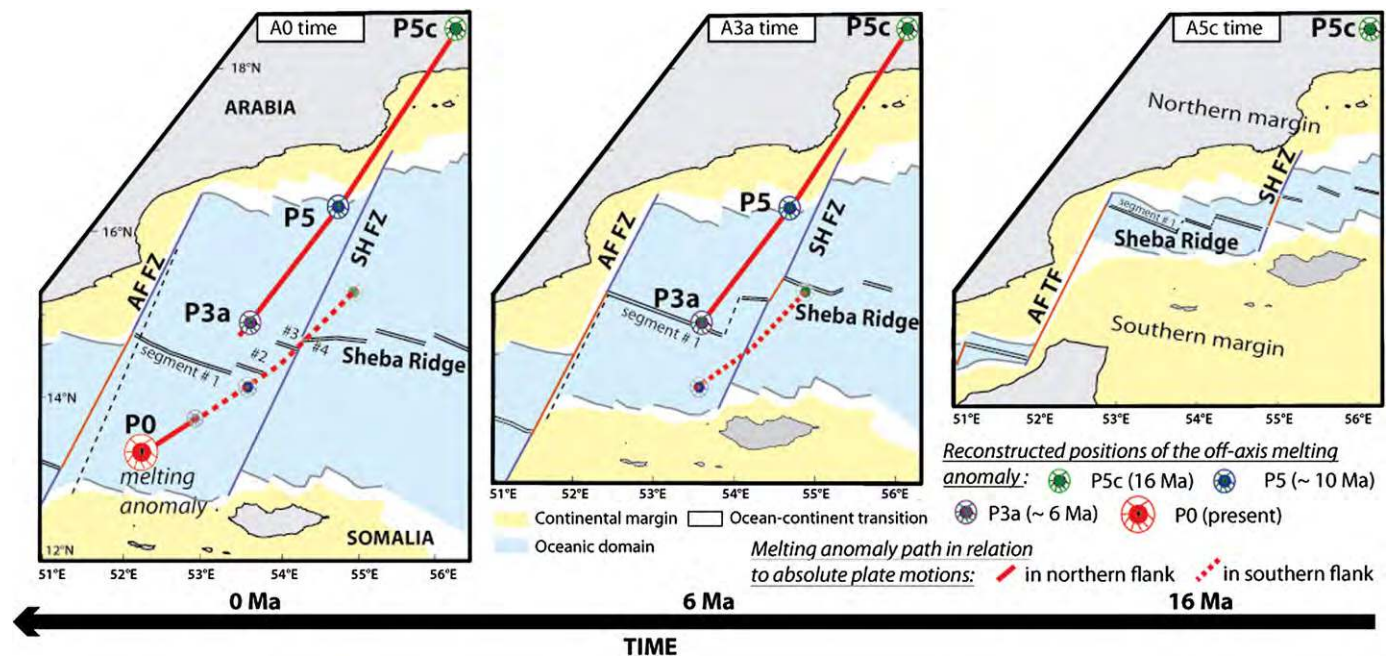 A0 time
P5c
18°N
ARABIA
P5
16°N
AF FZ
SH FZ
P3a
segment # 1
#2
#3
#4
Sheba Ridge
14°N
P0
melting
anomaly
SOMALIA
12°N
51°E 52°E 53°E 54°E 55°E 56°E
A3a time
P5c
P5
AF FZ
SH FZ
P3a
segment # 1
Sheba Ridge
51°E 52°E 53°E 54°E 55°E 56°E
A5c time
P5c
Northern margin
SH FZ
segment # 1
Sheba Ridge
AF TF
Southern margin
51°E 52°E 53°E 54°E 55°E 56°E
Reconstructed positions of the off-axis melting
anomaly :
P5c (16 Ma)
P5 (~ 10 Ma)
P3a (~ 6 Ma)
P0 (present)
Continental margin
Ocean-continent transition
Oceanic domain
Melting anomaly path in relation
to absolute plate motions:
in northern flank
in southern flank
0 Ma
6 Ma
16 Ma
TIME